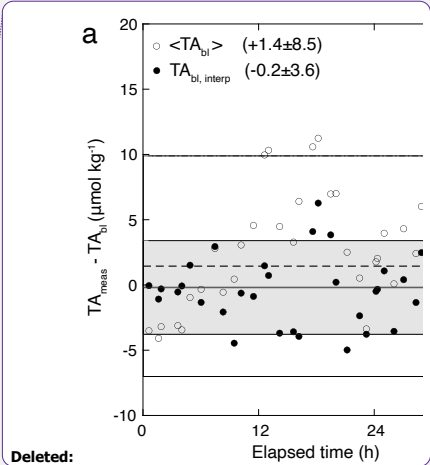 a
20
○ <TA_bl> (+1.4±8.5)
● TA_bl, interp (-0.2±3.6)
15
10
5
0
-5
-10
TA_meas - TA_bl (μmol kg⁻¹)
0 12 24
Elapsed time (h)
Deleted: